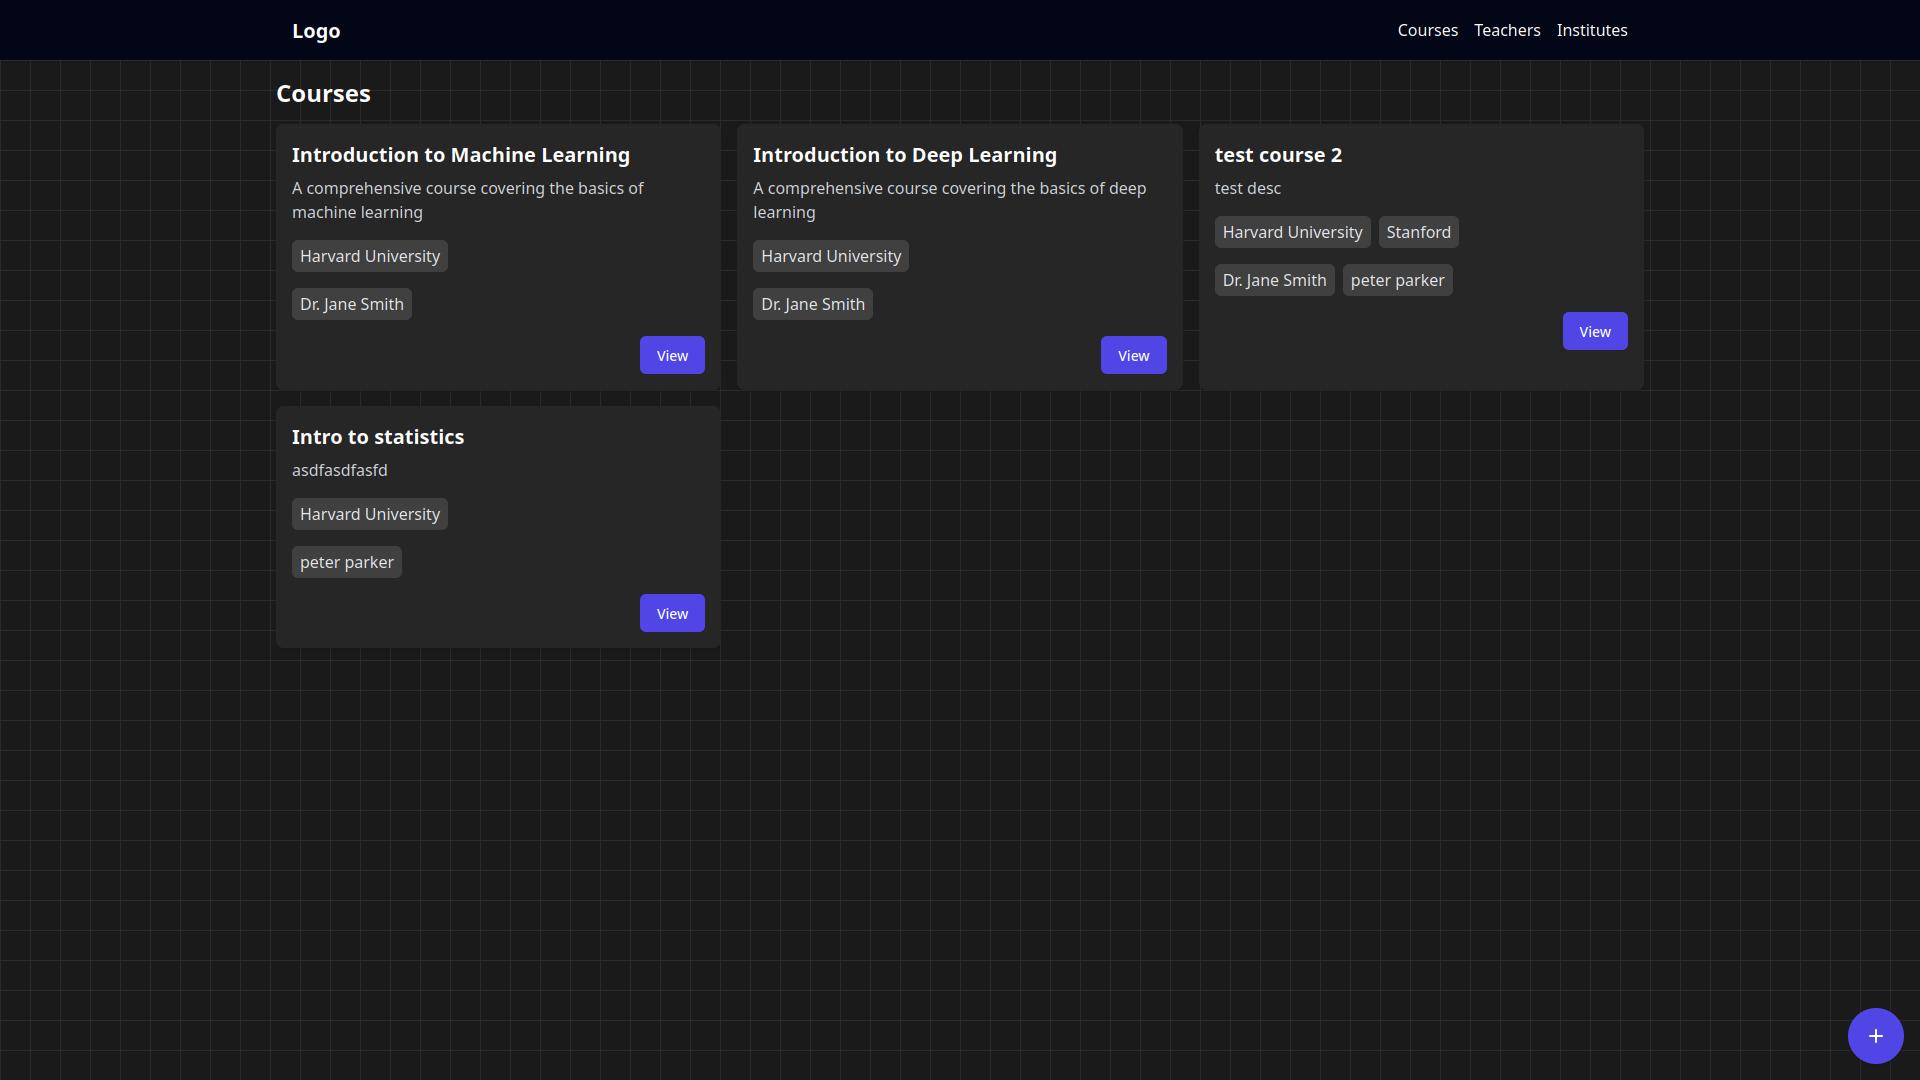 Logo
Courses Teachers Institutes
Courses
Introduction to Machine Learning
A comprehensive course covering the basics of
machine learning
Harvard University
Dr. Jane Smith
View
Introduction to Deep Learning
A comprehensive course covering the basics of deep
learning
Harvard University
Dr. Jane Smith
View
test course 2
test desc
Harvard University Stanford
Dr. Jane Smith peter parker
View
Intro to statistics
asdfasdfasfd
Harvard University
peter parker
View
+